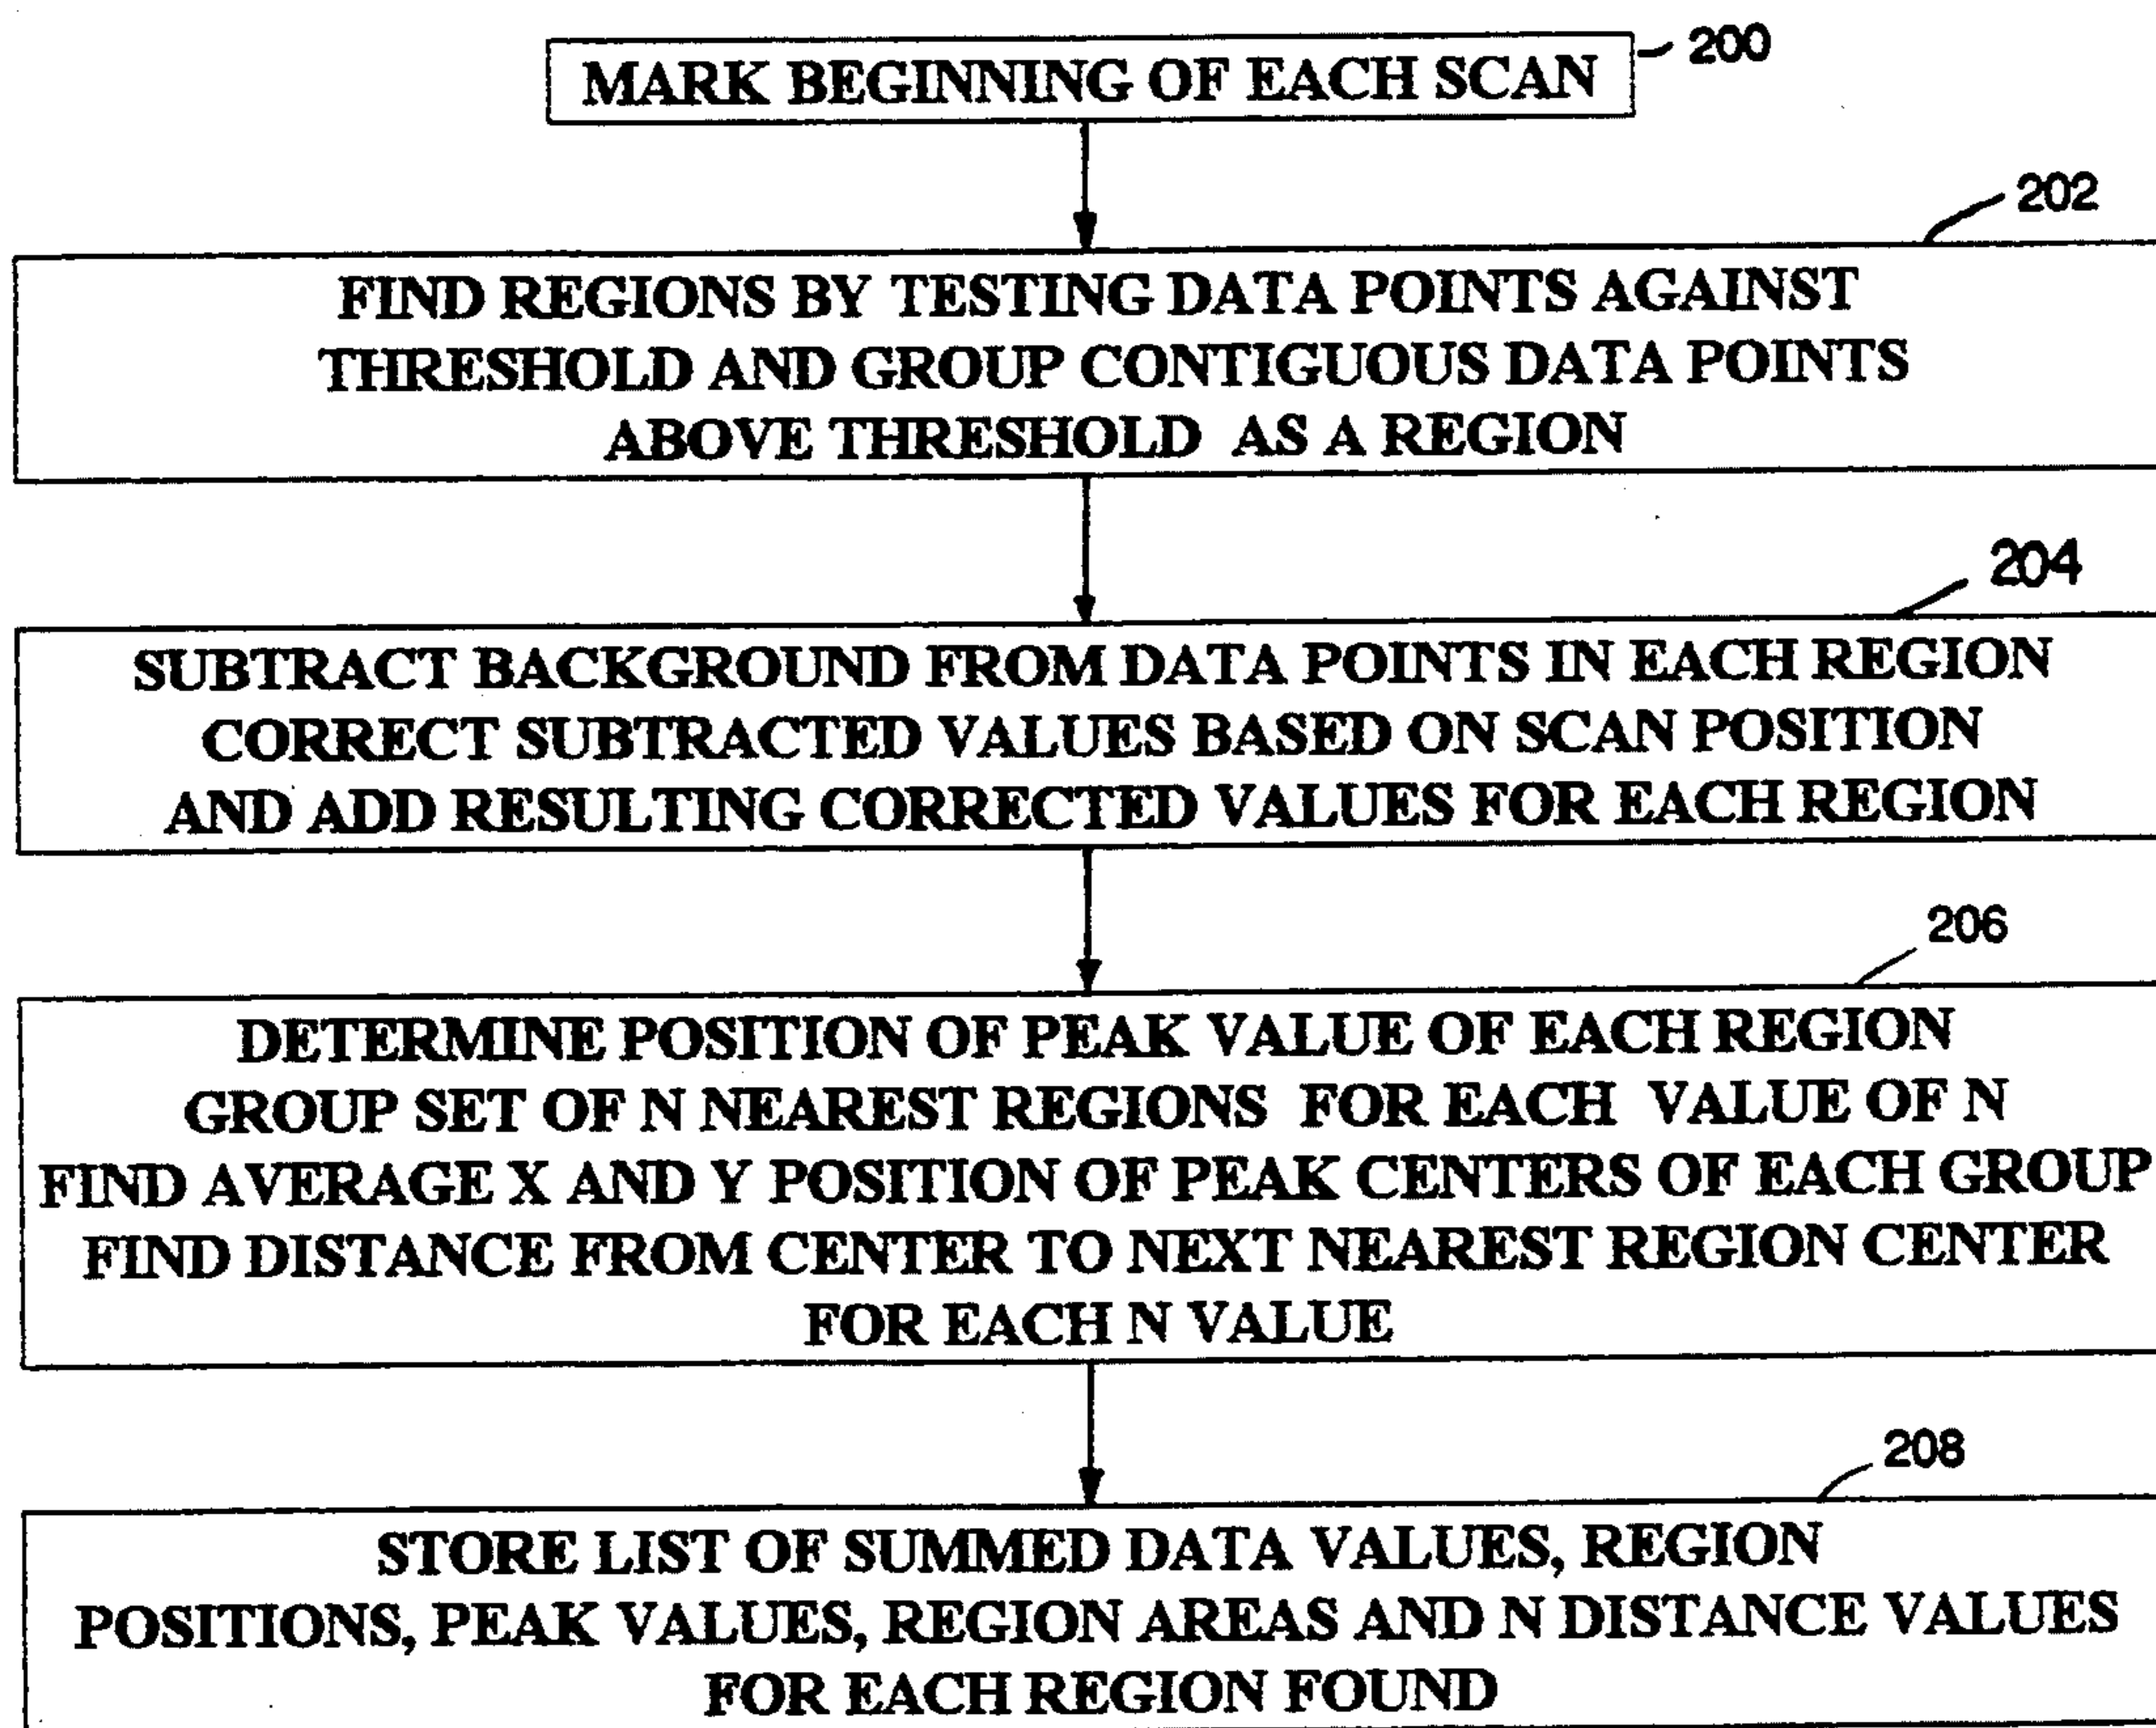 MARK BEGINNING OF EACH SCAN
200
202
FIND REGIONS BY TESTING DATA POINTS AGAINST
THRESHOLD AND GROUP CONTIGUOUS DATA POINTS
ABOVE THRESHOLD AS A REGION
204
SUBTRACT BACKGROUND FROM DATA POINTS IN EACH REGION
CORRECT SUBTRACTED VALUES BASED ON SCAN POSITION
AND ADD RESULTING CORRECTED VALUES FOR EACH REGION
206
DETERMINE POSITION OF PEAK VALUE OF EACH REGION
GROUP SET OF N NEAREST REGIONS FOR EACH VALUE OF N
FIND AVERAGE X AND Y POSITION OF PEAK CENTERS OF EACH GROUP
FIND DISTANCE FROM CENTER TO NEXT NEAREST REGION CENTER
FOR EACH N VALUE
208
STORE LIST OF SUMMED DATA VALUES, REGION
POSITIONS, PEAK VALUES, REGION AREAS AND N DISTANCE VALUES
FOR EACH REGION FOUND